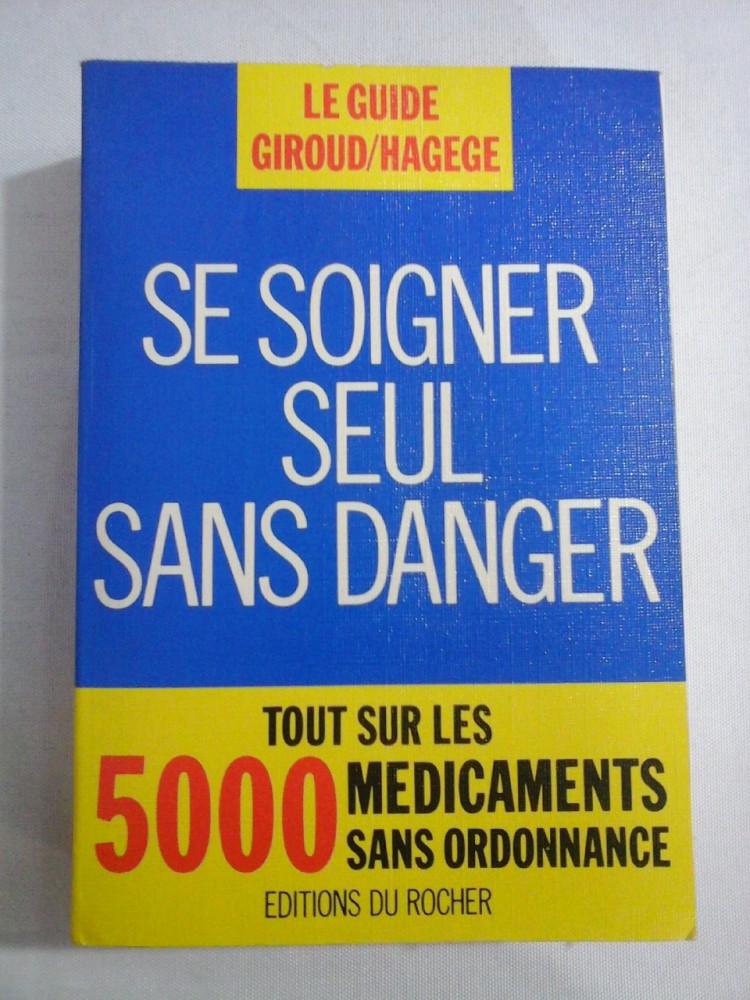 LE GUIDE
GIROUD/HAGEGE
SE SOIGNER
SEUL
SANS DANGER
TOUT SUR LES
5000 MEDICAMENTS
SANS ORDONNANCE
EDITIONS DU ROCHER